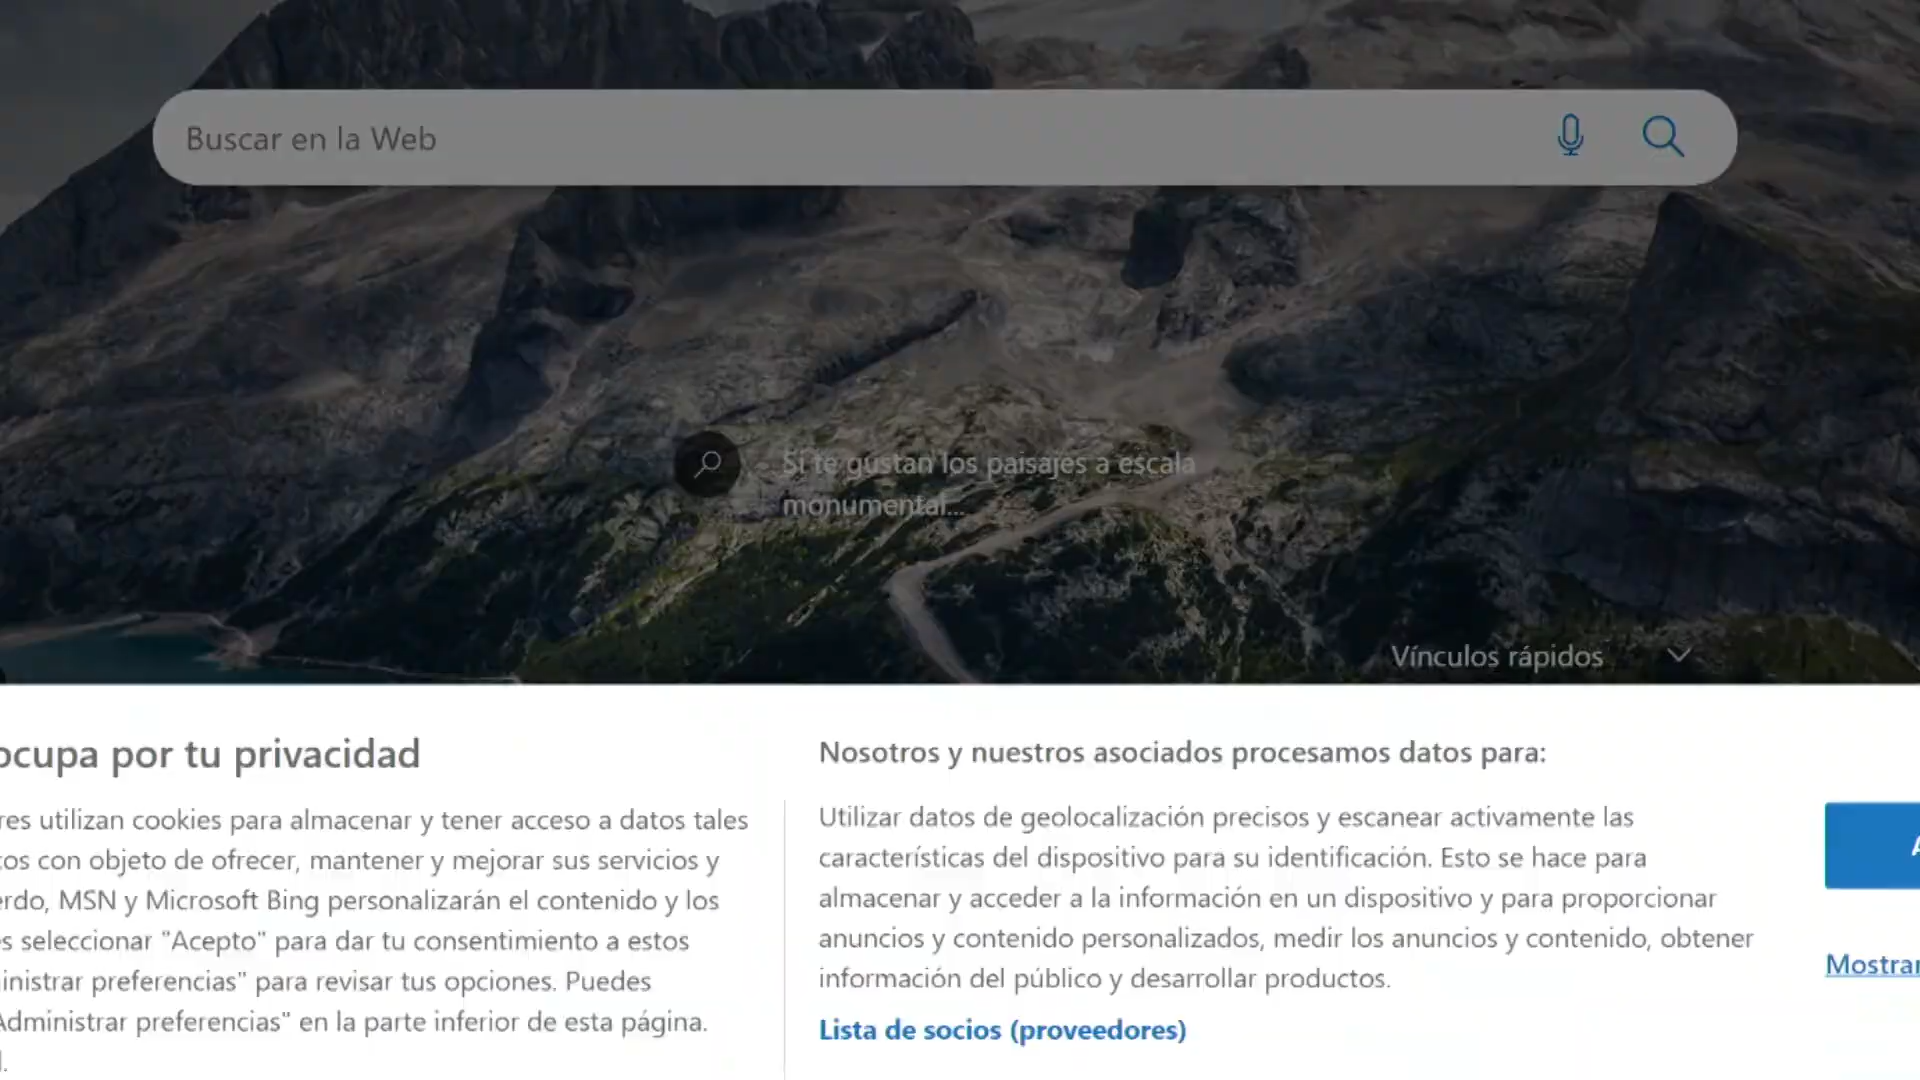 Buscar en la Web
Si te gustan los paisajes a escala
monumental...
Vínculos rápidos
ocupa por tu privacidad
res utilizan cookies para almacenar y tener acceso a datos tales
cos con objeto de ofrecer, mantener y mejorar sus servicios y
erdo, MSN y Microsoft Bing personalizarán el contenido y los
s seleccionar "Acepto" para dar tu consentimiento a estos
inistrar preferencias" para revisar tus opciones. Puedes
Administrar preferencias" en la parte inferior de esta página.
Nosotros y nuestros asociados procesamos datos para:
Utilizar datos de geolocalización precisos y escanear activamente las
características del dispositivo para su identificación. Esto se hace para
almacenar y acceder a la información en un dispositivo y para proporcionar
anuncios y contenido personalizados, medir los anuncios y contenido, obtener
información del público y desarrollar productos.
Lista de socios (proveedores)
Mostrar